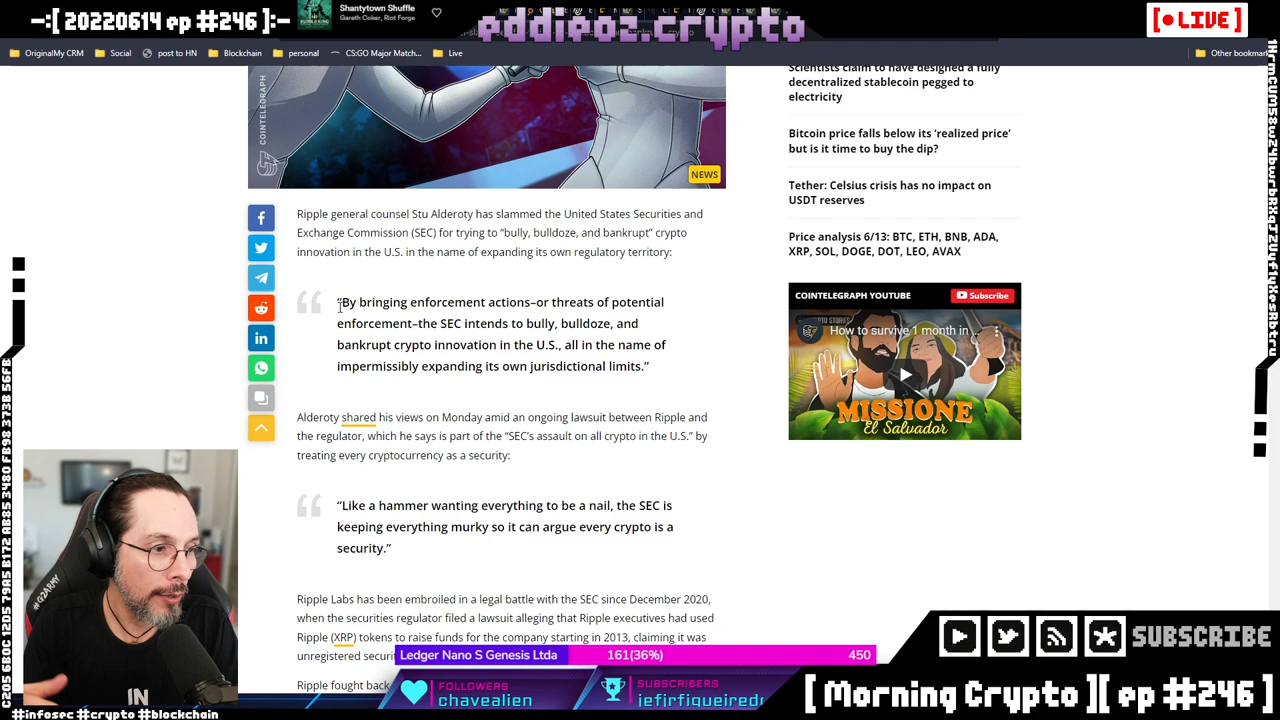 -:[ 20220614 ep #246 ]:-
Shantytown Shuffle
Gareth Coker, Riot Forge
eddieoz.crypto
[ LIVE ]
OriginalMy CRM
Social
post to HN
Blockchain
personal
CS:GO Major Match...
Live
Other bookmar
COINTELEGRAPH
NEWS
Scientists claim to have designed a fully
decentralized stablecoin pegged to
electricity
Bitcoin price falls below its ‘realized price’
but is it time to buy the dip?
Tether: Celsius crisis has no impact on
USDT reserves
Price analysis 6/13: BTC, ETH, BNB, ADA,
XRP, SOL, DOGE, DOT, LEO, AVAX
COINTELEGRAPH YOUTUBE
Subscribe
How to survive 1 month in ...
MISSIONE
El Salvador
Ripple general counsel Stu Alderoty has slammed the United States Securities and
Exchange Commission (SEC) for trying to “bully, bulldoze, and bankrupt” crypto
innovation in the U.S. in the name of expanding its own regulatory territory:
“By bringing enforcement actions–or threats of potential
enforcement–the SEC intends to bully, bulldoze, and
bankrupt crypto innovation in the U.S., all in the name of
impermissibly expanding its own jurisdictional limits.”
Alderoty shared his views on Monday amid an ongoing lawsuit between Ripple and
the regulator, which he says is part of the “SEC’s assault on all crypto in the U.S.” by
treating every cryptocurrency as a security:
“Like a hammer wanting everything to be a nail, the SEC is
keeping everything murky so it can argue every crypto is a
security.”
Ripple Labs has been embroiled in a legal battle with the SEC since December 2020,
when the securities regulator filed a lawsuit alleging that Ripple executives had used
Ripple (XRP) tokens to raise funds for the company starting in 2013, claiming it was
unregistered securi
Ripple fought back
Ledger Nano S Genesis Ltda
161(36%)
450
FOLLOWERS
chavealien
SUBSCRIBERS
jefjrfiqueired
SUBSCRIBE
[ Morning Crypto ][ ep #246 ]
#G2ARMY
IN
#infosec #crypto #blockchain